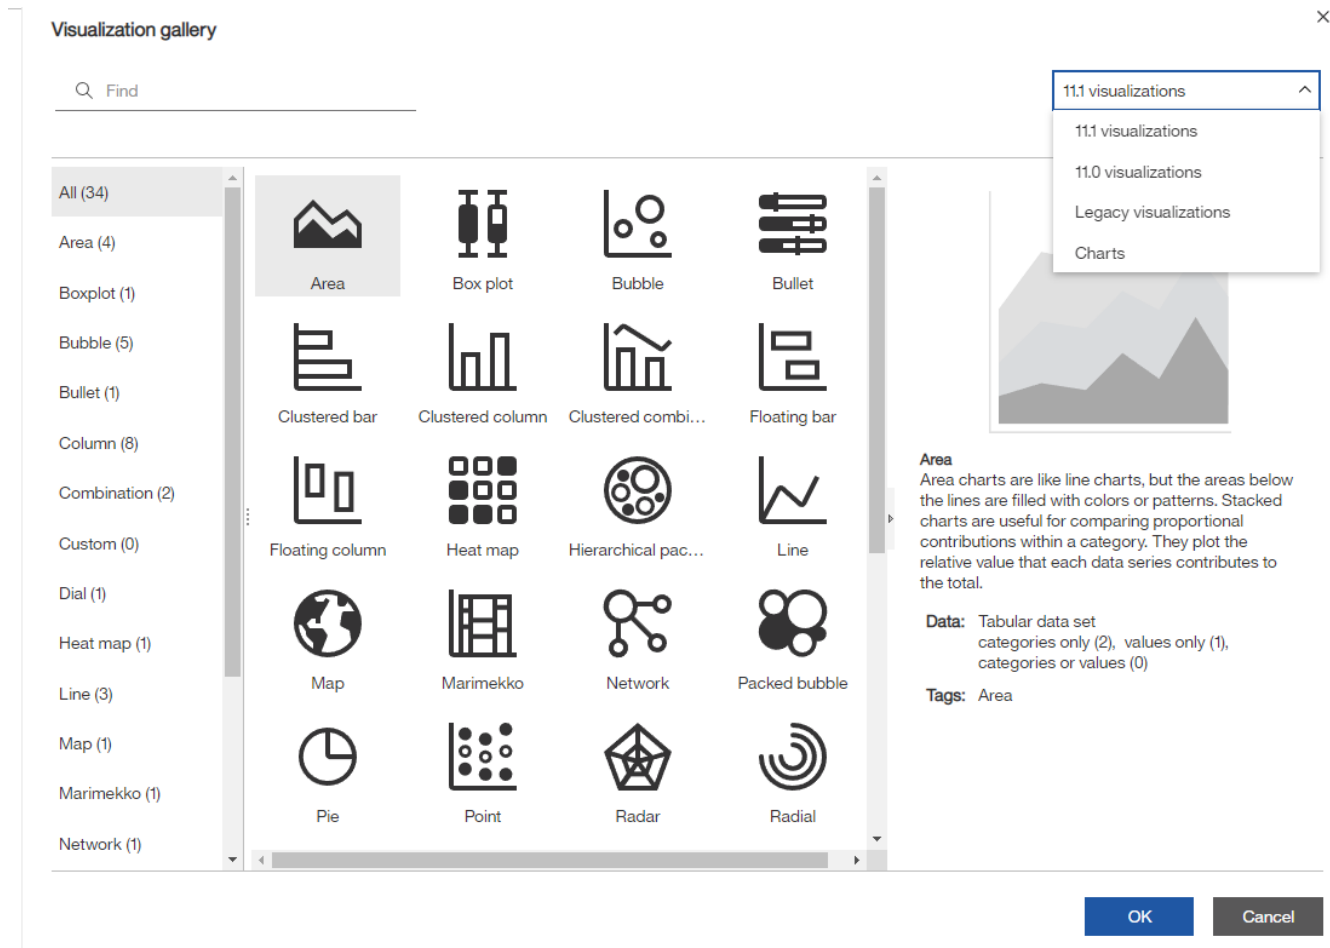 Visualization gallery
Find
11.1 visualizations
11.1 visualizations
11.0 visualizations
Legacy visualizations
Charts
All (34)
Area (4)
Boxplot (1)
Bubble (5)
Bullet (1)
Column (8)
Combination (2)
Custom (0)
Dial (1)
Heat map (1)
Line (3)
Map (1)
Marimekko (1)
Network (1)
Area
Box plot
Bubble
Bullet
Clustered bar
Clustered column
Clustered combi...
Floating bar
Floating column
Heat map
Hierarchical pac...
Line
Map
Marimekko
Network
Packed bubble
Pie
Point
Radar
Radial
Area
Area charts are like line charts, but the areas below
the lines are filled with colors or patterns. Stacked
charts are useful for comparing proportional
contributions within a category. They plot the
relative value that each data series contributes to
the total.
Data: Tabular data set
categories only (2), values only (1),
categories or values (0)
Tags: Area
OK
Cancel